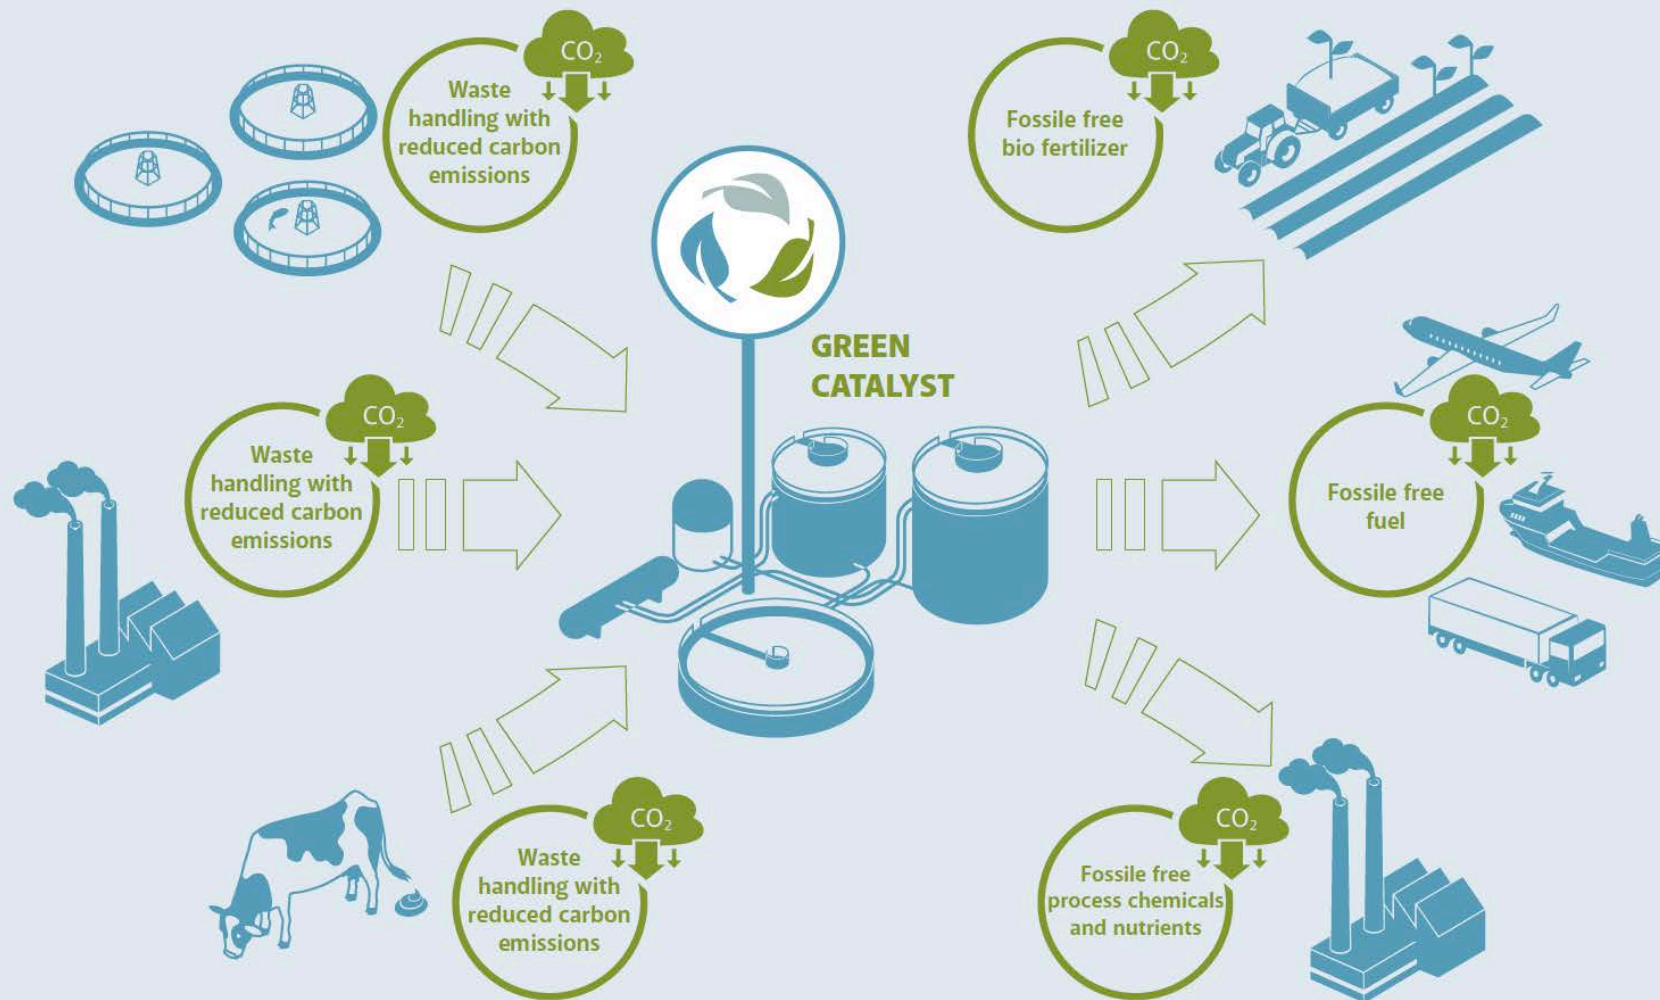 CO₂
Waste
handling with
reduced carbon
emissions
CO₂
Fossile free
bio fertilizer
GREEN
CATALYST
CO₂
Waste
handling with
reduced carbon
emissions
CO₂
Fossile free
fuel
CO₂
Waste
handling with
reduced carbon
emissions
CO₂
Fossile free
process chemicals
and nutrients